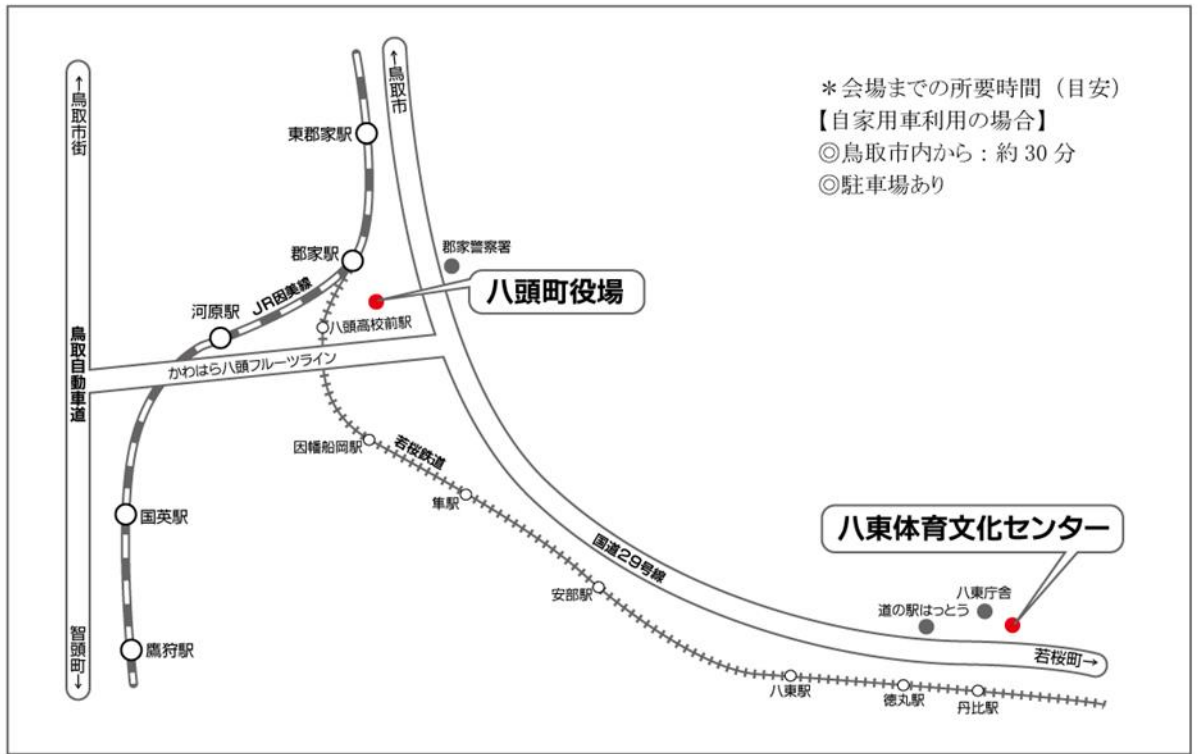 ＊会場までの所要時間（目安）
【自家用車利用の場合】
◎鳥取市内から：約30分
◎駐車場あり
←鳥取市街
←鳥取市
東郡家駅
郡家駅
郡家警察署
八頭町役場
JR因美線
河原駅
八頭高校前駅
鳥取自動車道
かわはら八頭フルーツライン
因幡船岡駅
若桜鉄道
隼駅
国英駅
国道29号線
八東体育文化センター
安部駅
八東庁舎
道の駅はっとう
智頭町→
鷹狩駅
若桜町→
八東駅
徳丸駅
丹比駅